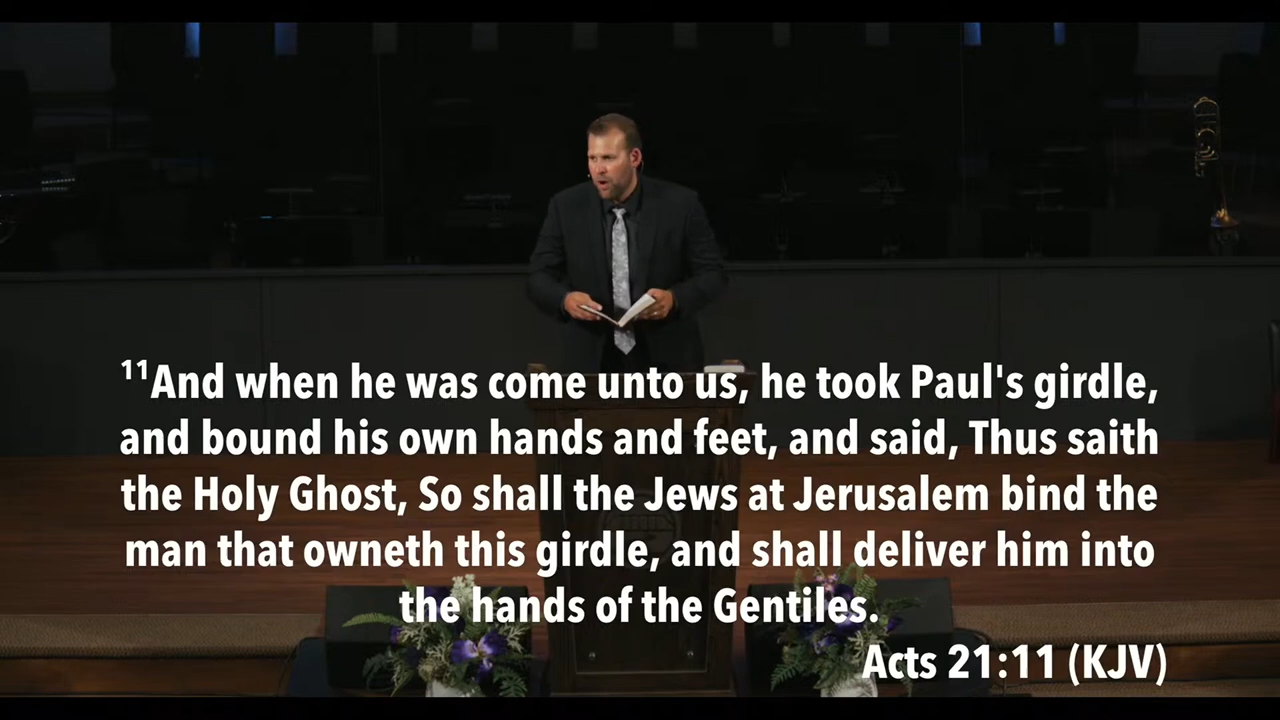 ¹¹And when he was come unto us, he took Paul's girdle,
and bound his own hands and feet, and said, Thus saith
the Holy Ghost, So shall the Jews at Jerusalem bind the
man that owneth this girdle, and shall deliver him into
the hands of the Gentiles.
Acts 21:11 (KJV)